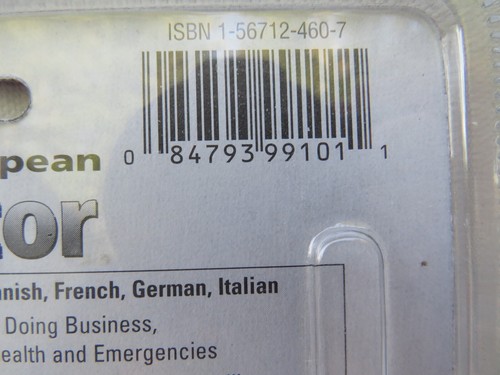 ISBN 1-56712-460-7
0 84793 99101 1
pean
tor
nish, French, German, Italian
Doing Business,
ealth and Emergencies